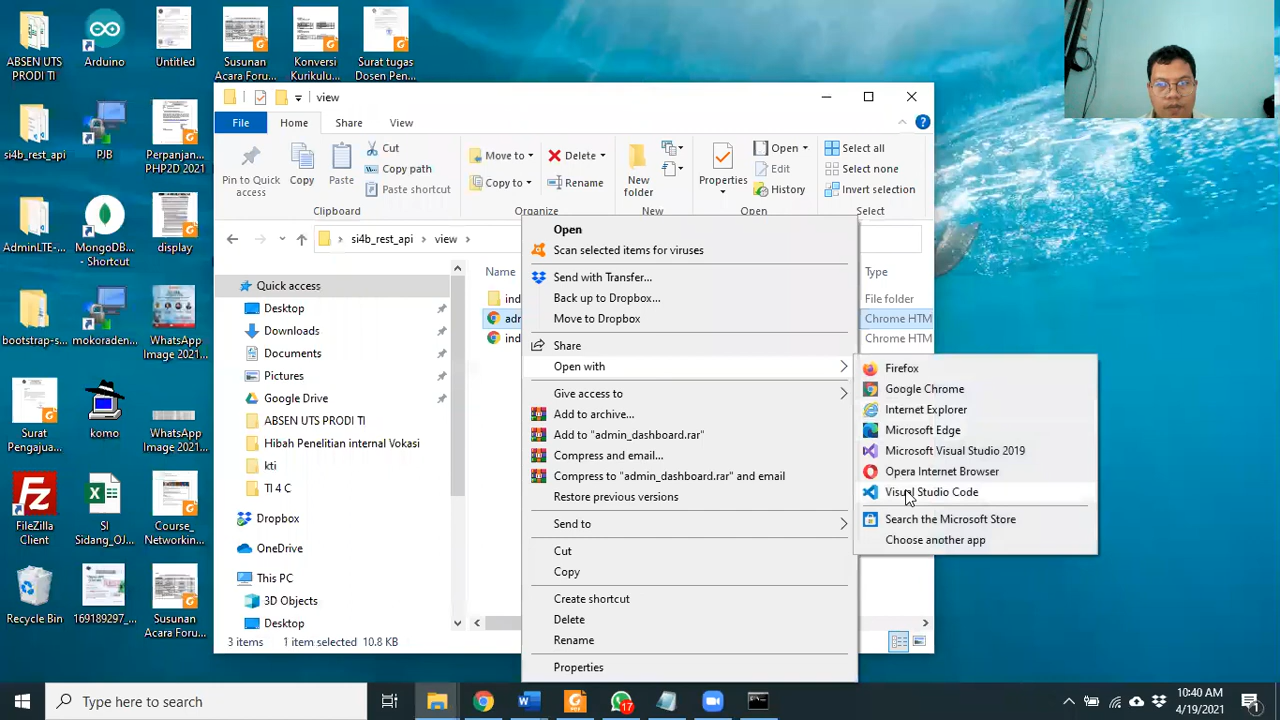 ABSEN UTS
PRODI TI
Arduino
Untitled
Susunan
Acara Foru...
Konversi
Kurikulu...
Surat tugas
Dosen Pen...
si4b_rest_api
PJB
Perpanjan...
PHP2D 2021
AdminLTE-...
MongoDB...
- Shortcut
display
bootstrap-s...
mokoraden...
WhatsApp
Image 2021...
Surat
Pengajua...
komo
WhatsApp
Image 2021...
FileZilla
Client
SI
Sidang_OJ...
Course_
Networkin...
Recycle Bin
169189297_...
Susunan
Acara Foru...
view
File
Home
Share
View
Pin to Quick
access
Copy
Paste
Cut
Copy path
Paste shortcut
Clipboard
Move to
Copy to
Delete
Rename
Organize
New
folder
New
Properties
Open
Edit
History
Open
Select all
Select none
Invert selection
Select
si4b_rest_api
view
Name
Type
File folder
Chrome HTM
Chrome HTM
Quick access
Desktop
Downloads
Documents
Pictures
Google Drive
ABSEN UTS PRODI TI
Hibah Penelitian internal Vokasi
kti
TI 4 C
Dropbox
OneDrive
This PC
3D Objects
Desktop
3 items
1 item selected 10.8 KB
Open
Scan selected items for viruses
Send with Transfer...
Back up to Dropbox...
Move to Dropbox
Share
Open with
Give access to
Add to archive...
Add to "admin_dashboard.rar"
Compress and email...
Compress to "admin_dashboard.rar" and email
Restore previous versions
Send to
Cut
Copy
Create shortcut
Delete
Rename
Properties
Firefox
Google Chrome
Internet Explorer
Microsoft Edge
Microsoft Visual Studio 2019
Opera Internet Browser
Visual Studio Code
Search the Microsoft Store
Choose another app
Type here to search
17
10:40 AM
4/19/2021
1